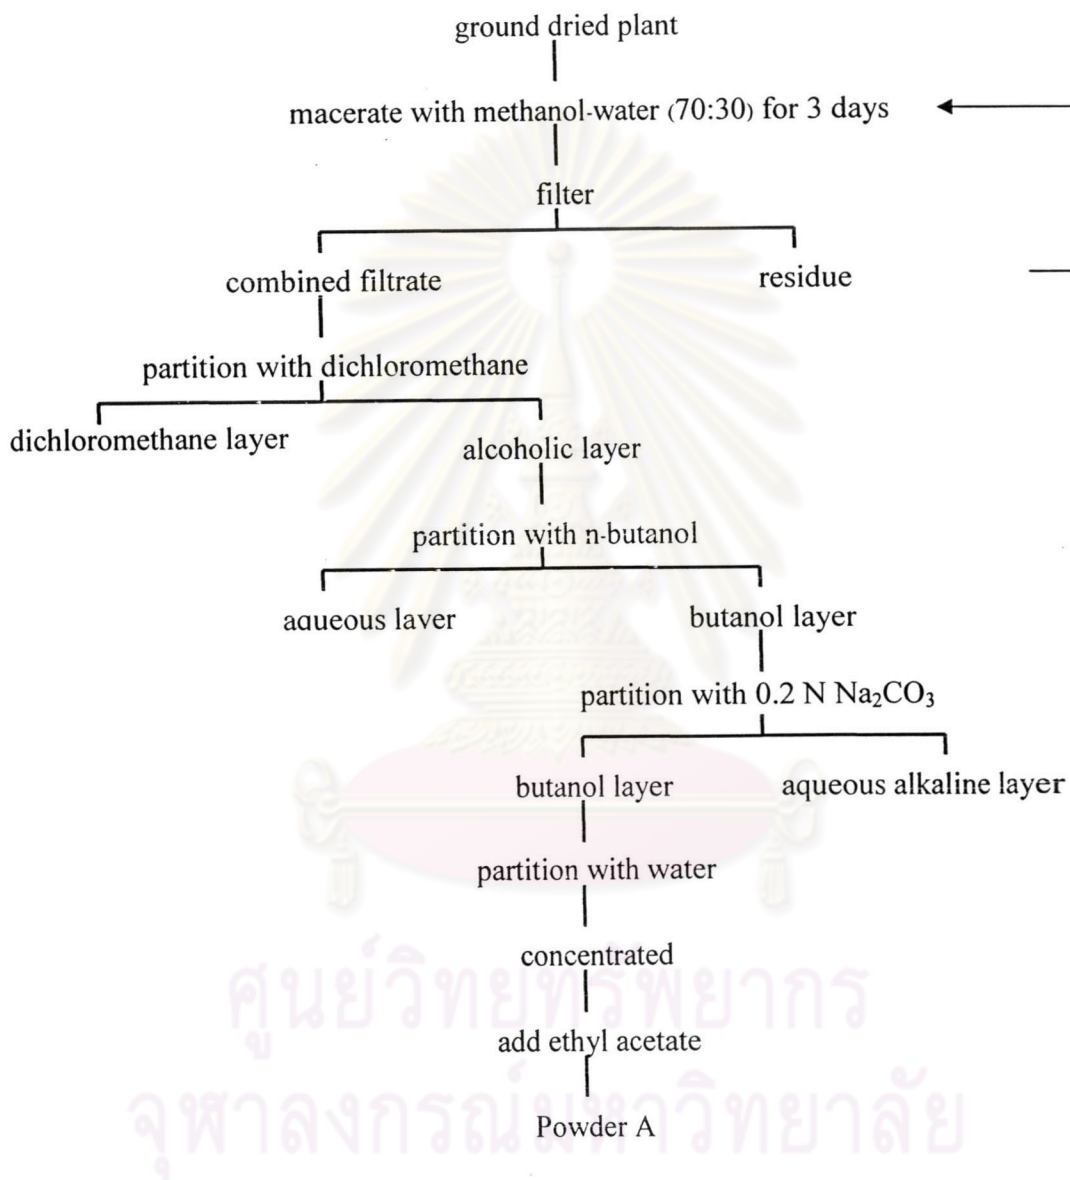 ground dried plant
macerate with methanol-water (70:30) for 3 days
filter
combined filtrate residue
partition with dichloromethane
dichloromethane layer alcoholic layer
partition with n-butanol
aqueous layer butanol layer
partition with 0.2 N Na₂CO₃
butanol layer aqueous alkaline layer
partition with water
concentrated
ศูนย์วิทยทรัพยากร
add ethyl acetate
จุฬาลงกรณ์มหาวิทยาลัย
Powder A